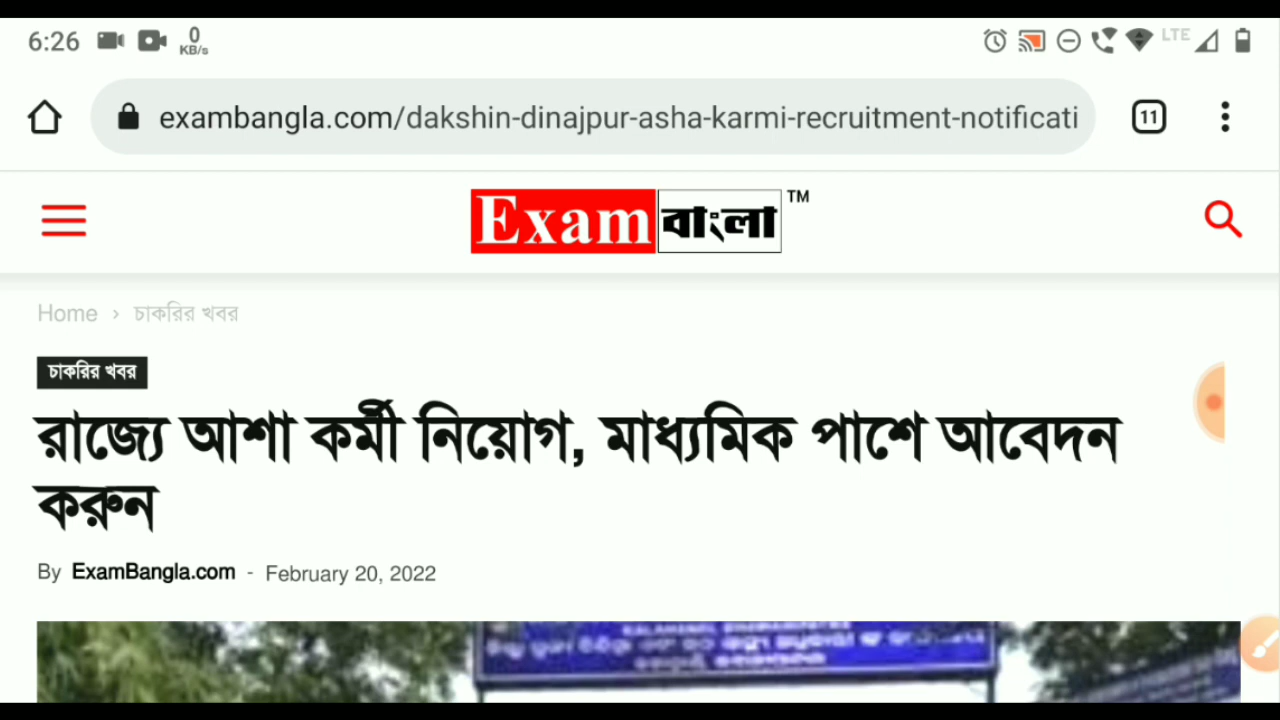 6:26 0 KB/s LTE
exambangla.com/dakshin-dinajpur-asha-karmi-recruitment-notificati 11
Exam বাংলা TM
Home › চাকরির খবর
চাকরির খবর
রাজ্যে আশা কর্মী নিয়োগ, মাধ্যমিক পাশে আবেদন
করুন
By ExamBangla.com - February 20, 2022